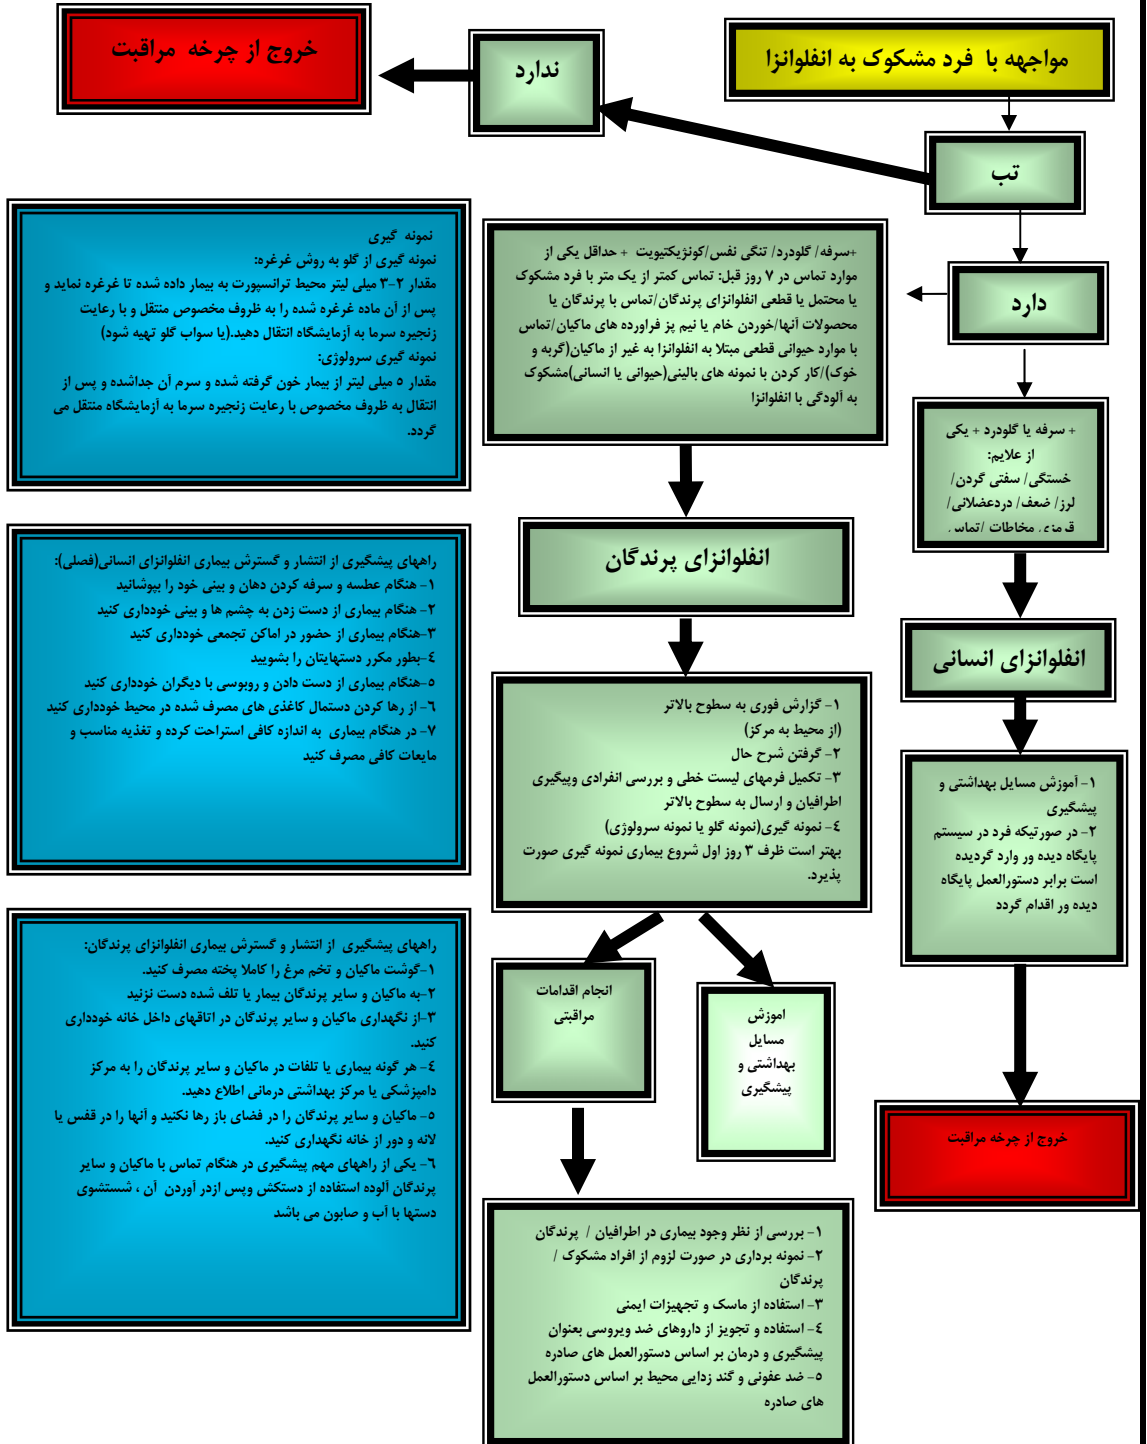 مواجهه با فرد مشکوک به انفلوانزا
تب
ندارد
خروج از چرخه مراقبت
دارد
+ سرفه یا گلودرد + یکی
از علایم:
خستگی/ سفتی گردن/
لرز/ ضعف/ دردعضلانی/
قرمزی مخاطات /تماس
انفلوانزای انسانی
۱- آموزش مسایل بهداشتی و
پیشگیری
۲- در صورتیکه فرد در سیستم
پایگاه دیده ور وارد گردیده
است برابر دستورالعمل پایگاه
دیده ور اقدام گردد
خروج از چرخه مراقبت
+سرفه/ گلودرد/ تنگی نفس/کونژیکتیویت + حداقل یکی از
موارد تماس در ۷ روز قبل: تماس کمتر از یک متر با فرد مشکوک
یا محتمل یا قطعی انفلوانزای پرندگان/تماس با پرندگان یا
محصولات آنها/خوردن خام یا نیم پز فراورده های ماکیان/تماس
با موارد حیوانی قطعی مبتلا به انفلوانزا به غیر از ماکیان(گربه و
خوک)/کار کردن با نمونه های بالینی(حیوانی یا انسانی)مشکوک
به آلودگی با انفلوانزا
انفلوانزای پرندگان
۱- گزارش فوری به سطوح بالاتر
(از محیط به مرکز)
۲- گرفتن شرح حال
۳- تکمیل فرمهای لیست خطی و بررسی انفرادی وپیگیری
اطرافیان و ارسال به سطوح بالاتر
٤- نمونه گیری(نمونه گلو یا نمونه سرولوژی)
بهتر است ظرف ۳ روز اول شروع بیماری نمونه گیری صورت
پذیرد.
اموزش
مسایل
بهداشتی و
پیشگیری
انجام اقدامات
مراقبتی
۱- بررسی از نظر وجود بیماری در اطرافیان / پرندگان
۲- نمونه برداری در صورت لزوم از افراد مشکوک /
پرندگان
۳- استفاده از ماسک و تجهیزات ایمنی
٤- استفاده و تجویز از داروهای ضد ویروسی بعنوان
پیشگیری و درمان بر اساس دستورالعمل های صادره
٥- ضد عفونی و گند زدایی محیط بر اساس دستورالعمل
های صادره
نمونه گیری
نمونه گیری از گلو به روش غرغره:
مقدار ۲-۳ میلی لیتر محیط ترانسپورت به بیمار داده شده تا غرغره نماید و
پس از آن ماده غرغره شده را به ظروف مخصوص منتقل و با رعایت
زنجیره سرما به آزمایشگاه انتقال دهید.(یا سواب گلو تهیه شود)
نمونه گیری سرولوژی:
مقدار ٥ میلی لیتر از بیمار خون گرفته شده و سرم آن جداشده و پس از
انتقال به ظروف مخصوص با رعایت زنجیره سرما به آزمایشگاه منتقل می
گردد.
راههای پیشگیری از انتشار و گسترش بیماری انفلوانزای انسانی(فصلی):
۱- هنگام عطسه و سرفه کردن دهان و بینی خود را بپوشانید
۲- هنگام بیماری از دست زدن به چشم ها و بینی خودداری کنید
۳-هنگام بیماری از حضور در اماکن تجمعی خودداری کنید
٤-بطور مکرر دستهایتان را بشویید
٥-هنگام بیماری از دست دادن و روبوسی با دیگران خودداری کنید
٦- از رها کردن دستمال کاغذی های مصرف شده در محیط خودداری کنید
۷- در هنگام بیماری به اندازه کافی استراحت کرده و تغذیه مناسب و
مایعات کافی مصرف کنید
راههای پیشگیری از انتشار و گسترش بیماری انفلوانزای پرندگان:
۱-گوشت ماکیان و تخم مرغ را کاملا پخته مصرف کنید.
۲-به ماکیان و سایر پرندگان بیمار یا تلف شده دست نزنید
۳-از نگهداری ماکیان و سایر پرندگان در اتاقهای داخل خانه خودداری
کنید.
٤- هر گونه بیماری یا تلفات در ماکیان و سایر پرندگان را به مرکز
دامپزشکی یا مرکز بهداشتی درمانی اطلاع دهید.
٥- ماکیان و سایر پرندگان را در فضای باز رها نکنید و آنها را در قفس یا
لانه و دور از خانه نگهداری کنید.
٦- یکی از راههای مهم پیشگیری در هنگام تماس با ماکیان و سایر
پرندگان آلوده استفاده از دستکش وپس ازدر آوردن آن ، شستشوی
دستها با آب و صابون می باشد